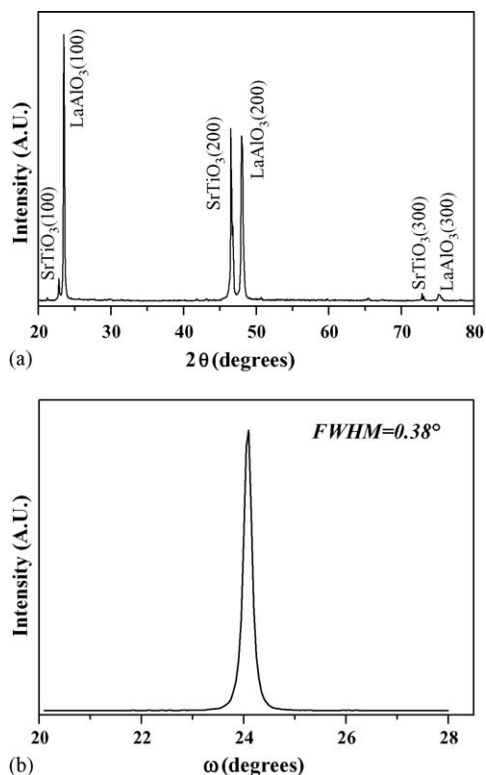 Intensity (A.U.)
SrTiO3(100)
LaAlO3(100)
SrTiO3(200)
LaAlO3(200)
SrTiO3(300)
LaAlO3(300)
20 30 40 50 60 70 80
(a)
2θ(degrees)
FWHM=0.38°
Intensity (A.U.)
20 22 24 26 28
(b)
ω(degrees)